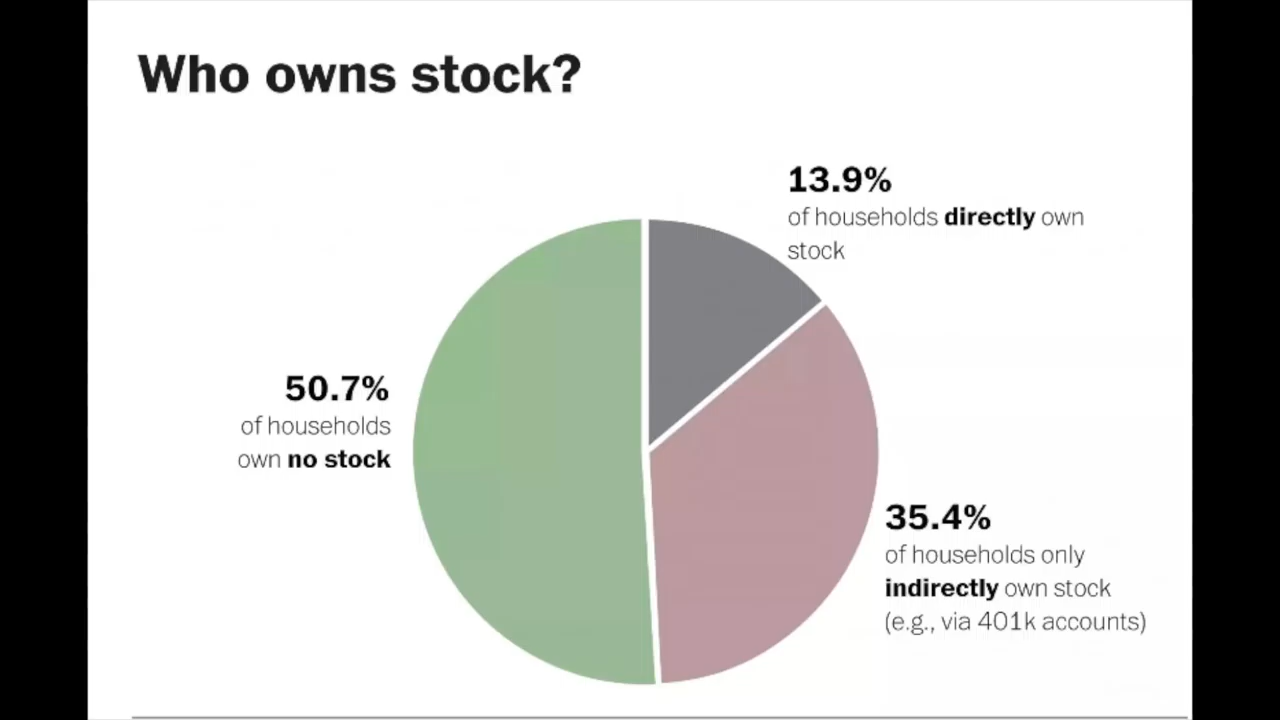 Who owns stock?
13.9%
of households directly own
stock
50.7%
of households
own no stock
35.4%
of households only
indirectly own stock
(e.g., via 401k accounts)